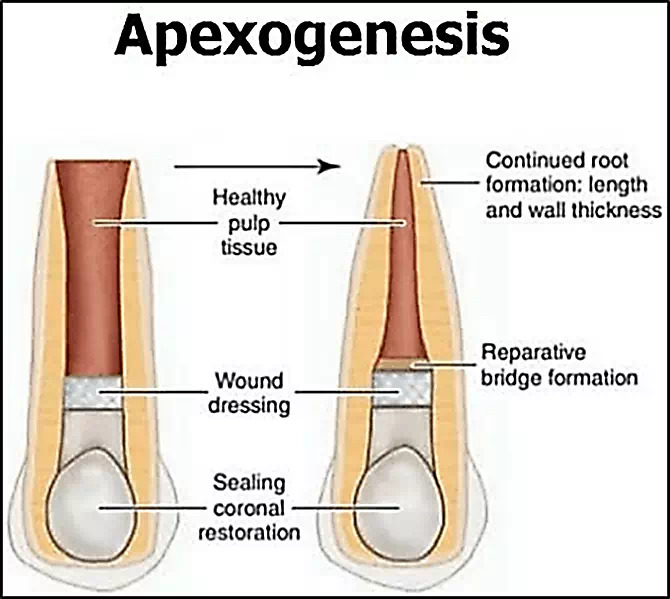 Apexogenesis
Continued root
formation: length
and wall thickness
Healthy
pulp
tissue
Reparative
bridge formation
Wound
dressing
Sealing
coronal
restoration